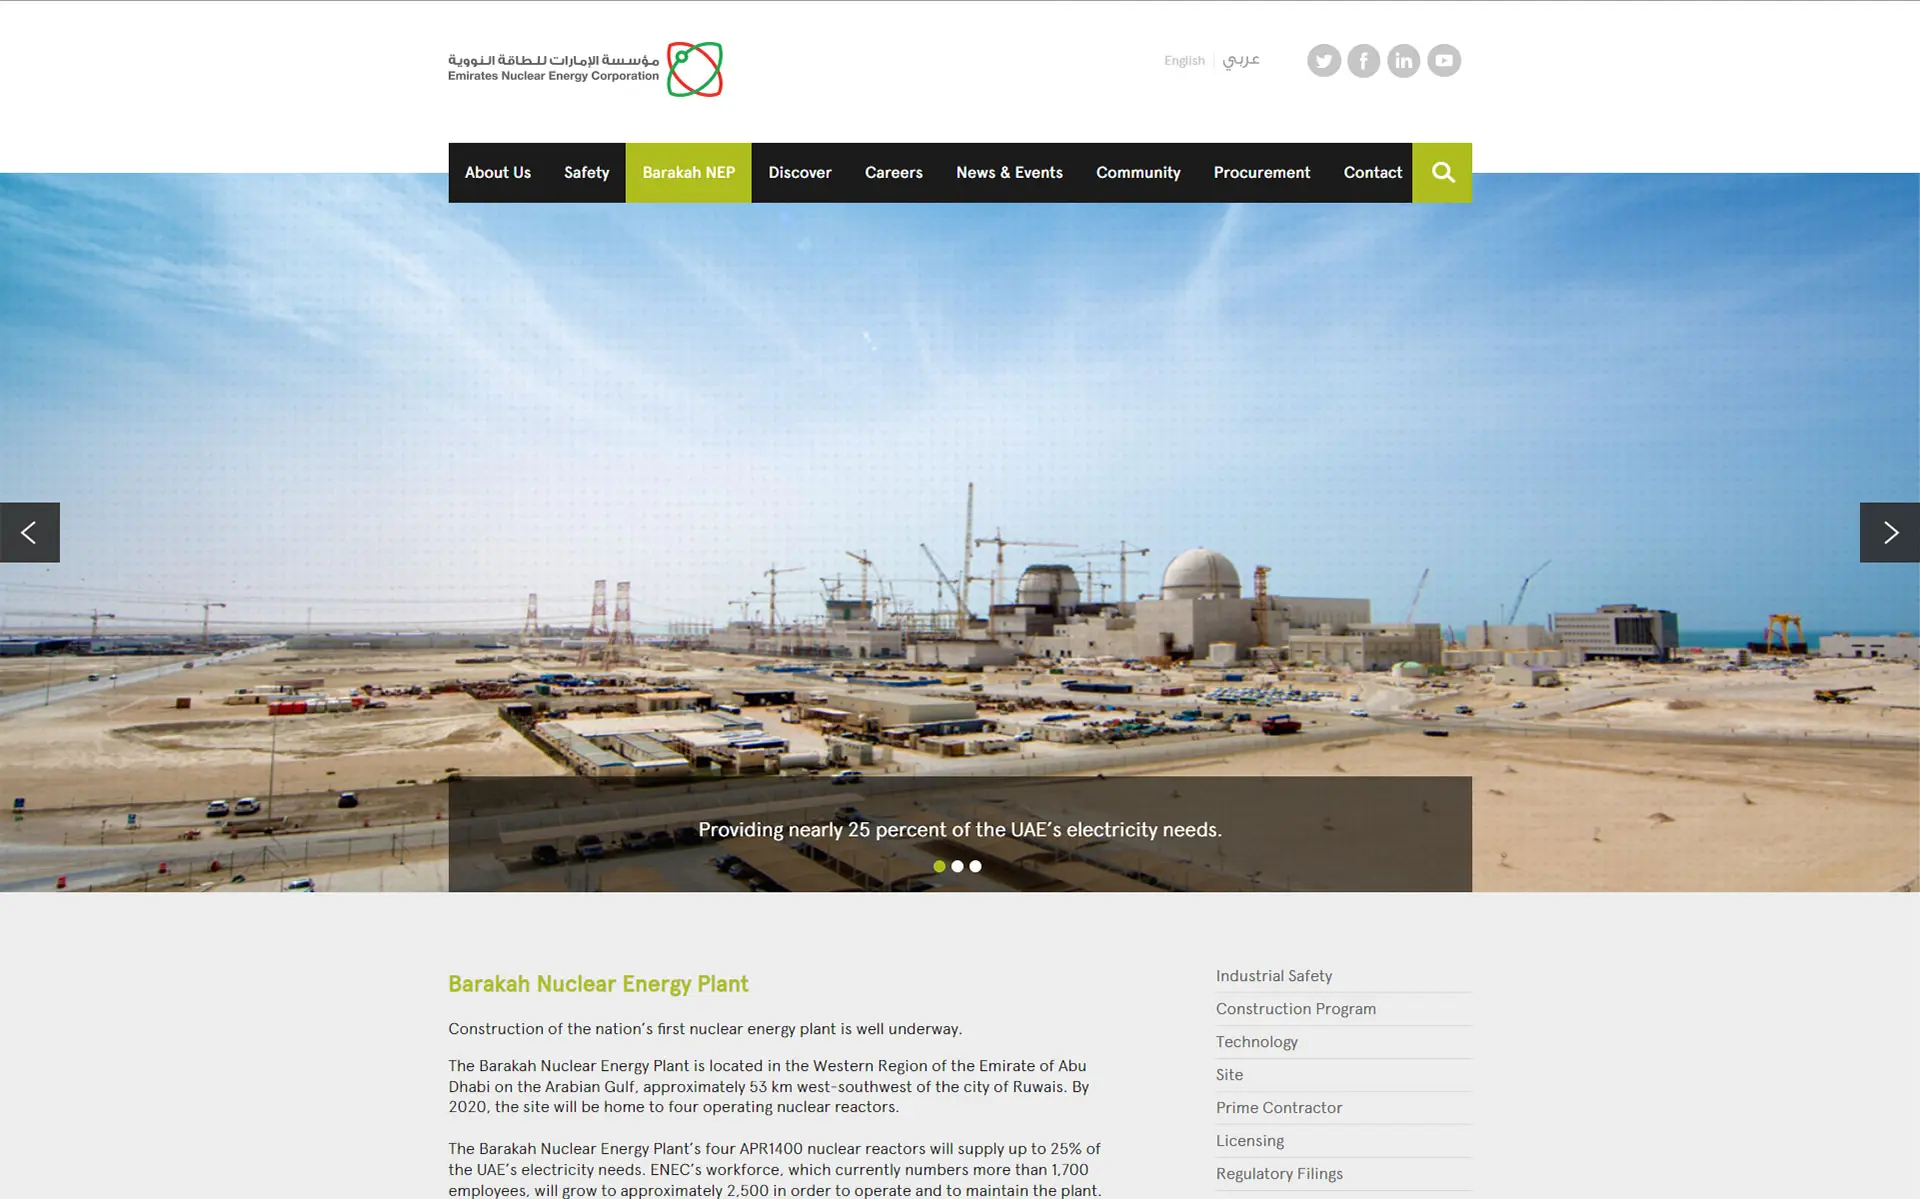 مؤسسة الإمارات للطاقة النووية
Emirates Nuclear Energy Corporation
English
عربي
About Us
Safety
Barakah NEP
Discover
Careers
News & Events
Community
Procurement
Contact
Providing nearly 25 percent of the UAE’s electricity needs.
Barakah Nuclear Energy Plant
Construction of the nation’s first nuclear energy plant is well underway.
The Barakah Nuclear Energy Plant is located in the Western Region of the Emirate of Abu
Dhabi on the Arabian Gulf, approximately 53 km west-southwest of the city of Ruwais. By
2020, the site will be home to four operating nuclear reactors.
The Barakah Nuclear Energy Plant’s four APR1400 nuclear reactors will supply up to 25% of
the UAE’s electricity needs. ENEC’s workforce, which currently numbers more than 1,700
employees, will grow to approximately 2,500 in order to operate and to maintain the plant.
Industrial Safety
Construction Program
Technology
Site
Prime Contractor
Licensing
Regulatory Filings